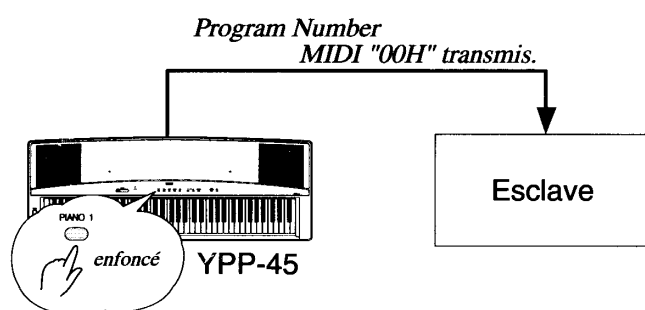 Program Number
MIDI "00H" transmis.
Esclave
PIANO 1
enfoncé
YPP-45